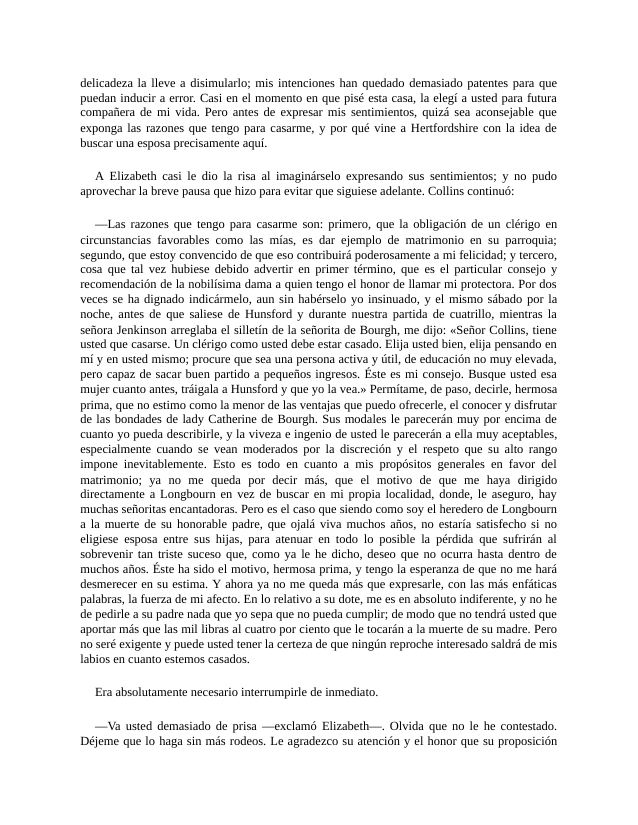 delicadeza la lleve a disimularlo; mis intenciones han quedado demasiado patentes para que
puedan inducir a error. Casi en el momento en que pisé esta casa, la elegí a usted para futura
compañera de mi vida. Pero antes de expresar mis sentimientos, quizá sea aconsejable que
exponga las razones que tengo para casarme, y por qué vine a Hertfordshire con la idea de
buscar una esposa precisamente aquí.
A Elizabeth casi le dio la risa al imaginárselo expresando sus sentimientos; y no pudo
aprovechar la breve pausa que hizo para evitar que siguiese adelante. Collins continuó:
—Las razones que tengo para casarme son: primero, que la obligación de un clérigo en
circunstancias favorables como las mías, es dar ejemplo de matrimonio en su parroquia;
segundo, que estoy convencido de que eso contribuirá poderosamente a mi felicidad; y tercero,
cosa que tal vez hubiese debido advertir en primer término, que es el particular consejo y
recomendación de la nobilísima dama a quien tengo el honor de llamar mi protectora. Por dos
veces se ha dignado indicármelo, aun sin habérselo yo insinuado, y el mismo sábado por la
noche, antes de que saliese de Hunsford y durante nuestra partida de cuatrillo, mientras la
señora Jenkinson arreglaba el silletín de la señorita de Bourgh, me dijo: «Señor Collins, tiene
usted que casarse. Un clérigo como usted debe estar casado. Elija usted bien, elija pensando en
mí y en usted mismo; procure que sea una persona activa y útil, de educación no muy elevada,
pero capaz de sacar buen partido a pequeños ingresos. Éste es mi consejo. Busque usted esa
mujer cuanto antes, tráigala a Hunsford y que yo la vea.» Permítame, de paso, decirle, hermosa
prima, que no estimo como la menor de las ventajas que puedo ofrecerle, el conocer y disfrutar
de las bondades de lady Catherine de Bourgh. Sus modales le parecerán muy por encima de
cuanto yo pueda describirle, y la viveza e ingenio de usted le parecerán a ella muy aceptables,
especialmente cuando se vean moderados por la discreción y el respeto que su alto rango
impone inevitablemente. Esto es todo en cuanto a mis propósitos generales en favor del
matrimonio; ya no me queda por decir más, que el motivo de que me haya dirigido
directamente a Longbourn en vez de buscar en mi propia localidad, donde, le aseguro, hay
muchas señoritas encantadoras. Pero es el caso que siendo como soy el heredero de Longbourn
a la muerte de su honorable padre, que ojalá viva muchos años, no estaría satisfecho si no
eligiese esposa entre sus hijas, para atenuar en todo lo posible la pérdida que sufrirán al
sobrevenir tan triste suceso que, como ya le he dicho, deseo que no ocurra hasta dentro de
muchos años. Éste ha sido el motivo, hermosa prima, y tengo la esperanza de que no me hará
desmerecer en su estima. Y ahora ya no me queda más que expresarle, con las más enfáticas
palabras, la fuerza de mi afecto. En lo relativo a su dote, me es en absoluto indiferente, y no he
de pedirle a su padre nada que yo sepa que no pueda cumplir; de modo que no tendrá usted que
aportar más que las mil libras al cuatro por ciento que le tocarán a la muerte de su madre. Pero
no seré exigente y puede usted tener la certeza de que ningún reproche interesado saldrá de mis
labios en cuanto estemos casados.
Era absolutamente necesario interrumpirle de inmediato.
—Va usted demasiado de prisa —exclamó Elizabeth—. Olvida que no le he contestado.
Déjeme que lo haga sin más rodeos. Le agradezco su atención y el honor que su proposición